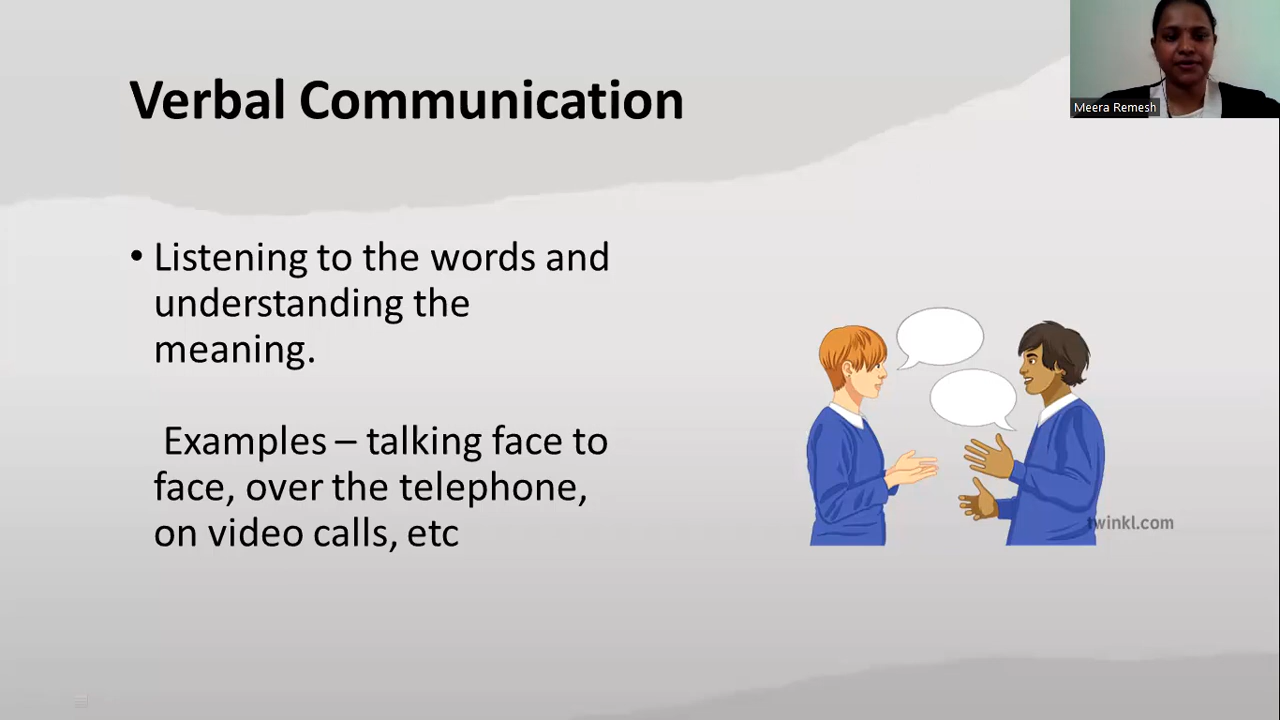 Verbal Communication
Meera Remesh
• Listening to the words and
understanding the
meaning.
Examples – talking face to
face, over the telephone,
on video calls, etc
twinkl.com